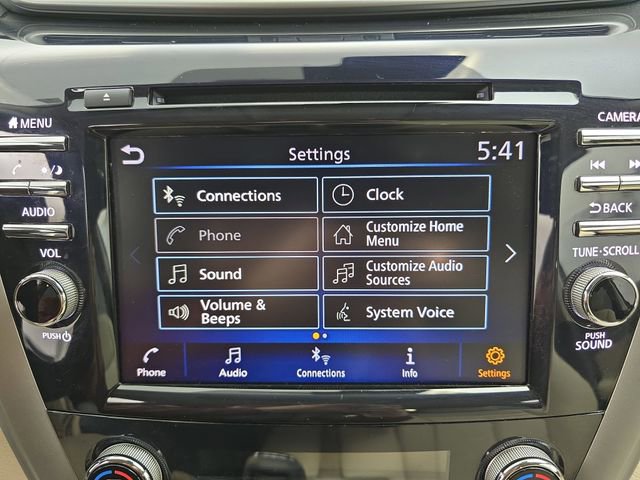 MENU
AUDIO
VOL
PUSH
CAMERA
BACK
TUNE·SCROLL
PUSH
SOUND
Settings
5:41
Connections
Clock
Phone
Customize Home
Menu
Sound
Customize Audio
Sources
Volume &
Beeps
System Voice
Phone
Audio
Connections
Info
Settings